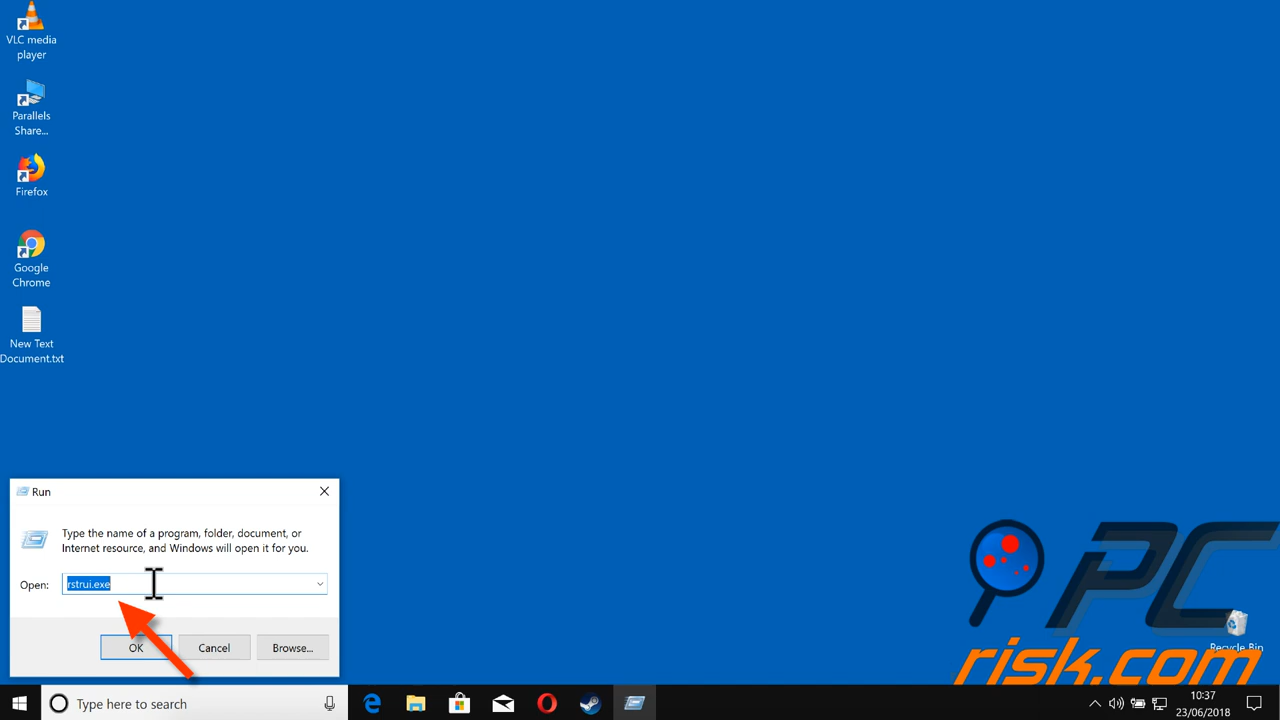 VLC media
player
Parallels
Share...
Firefox
Google
Chrome
New Text
Document.txt
Run
Type the name of a program, folder, document, or
Internet resource, and Windows will open it for you.
Open:
rstrui.exe
OK
Cancel
Browse...
PC
risk.com
Recycle Bin
Type here to search
10:37
23/06/2018